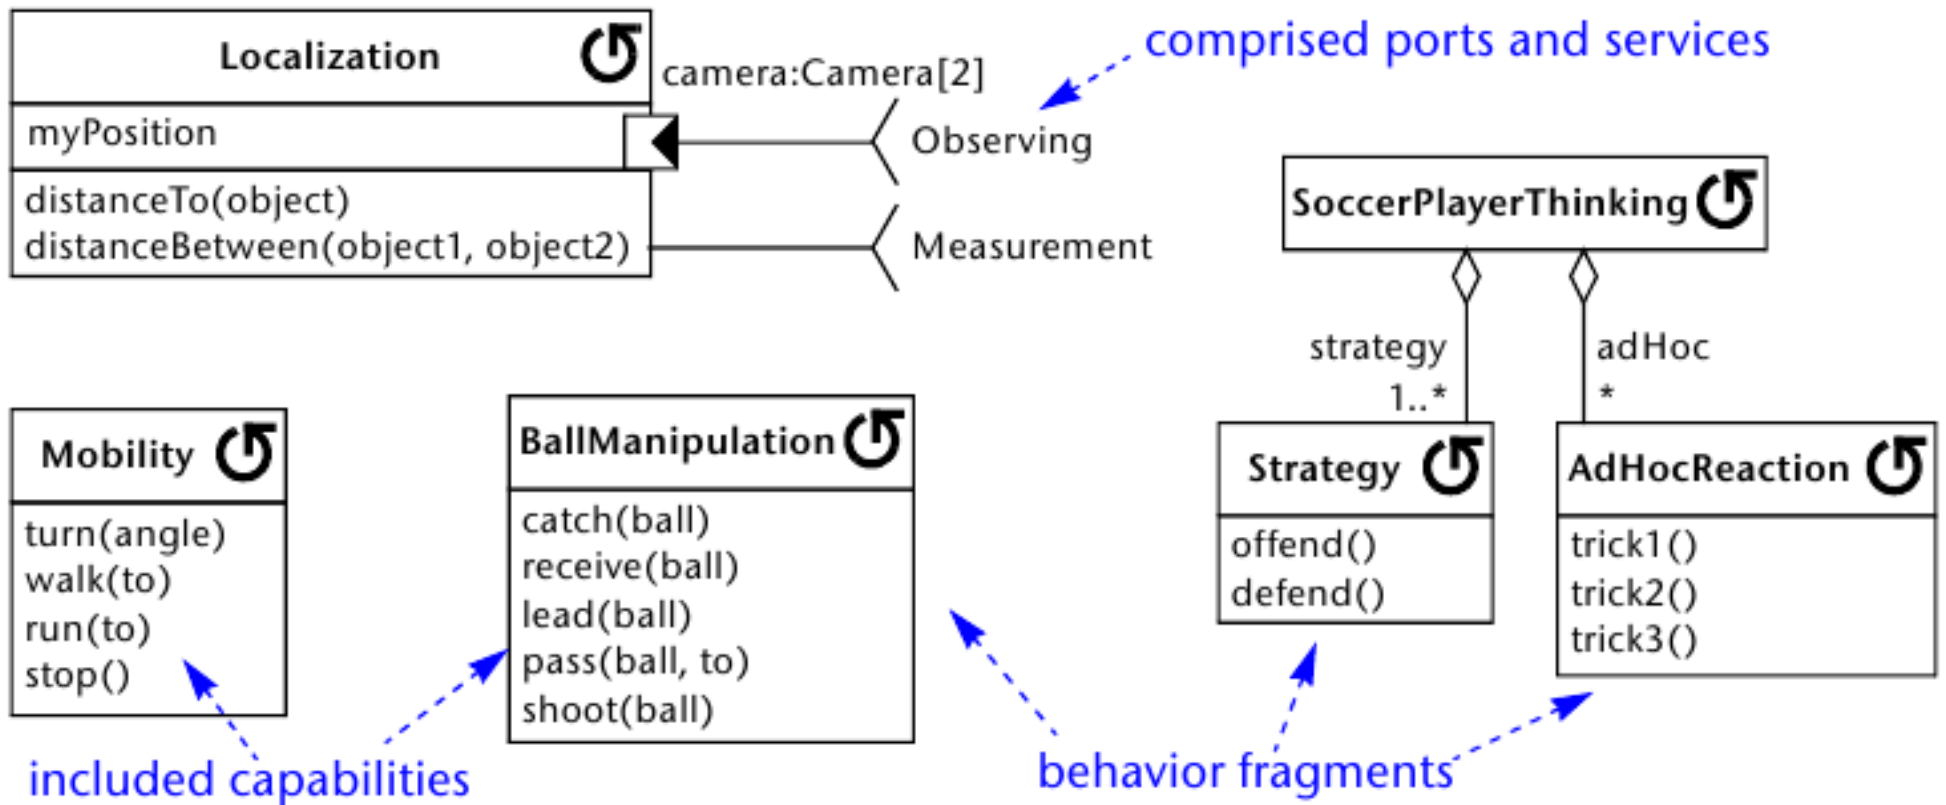 Localization
myPosition
distanceTo(object)
distanceBetween(object1, object2)
camera:Camera[2]
Observing
Measurement
comprised ports and services
SoccerPlayerThinking
strategy
1..*
adHoc
*
Mobility
turn(angle)
walk(to)
run(to)
stop()
BallManipulation
catch(ball)
receive(ball)
lead(ball)
pass(ball, to)
shoot(ball)
Strategy
offend()
defend()
AdHocReaction
trick1()
trick2()
trick3()
included capabilities
behavior fragments